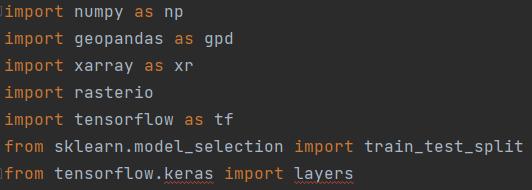 import numpy as np
import geopandas as gpd
import xarray as xr
import rasterio
import tensorflow as tf
from sklearn.model_selection import train_test_split
from tensorflow.keras import layers